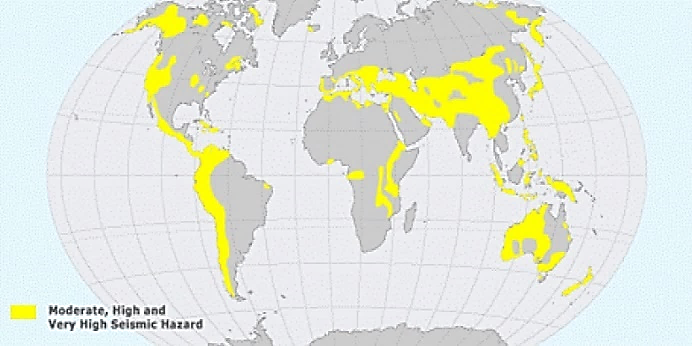 Moderate, High and
Very High Seismic Hazard